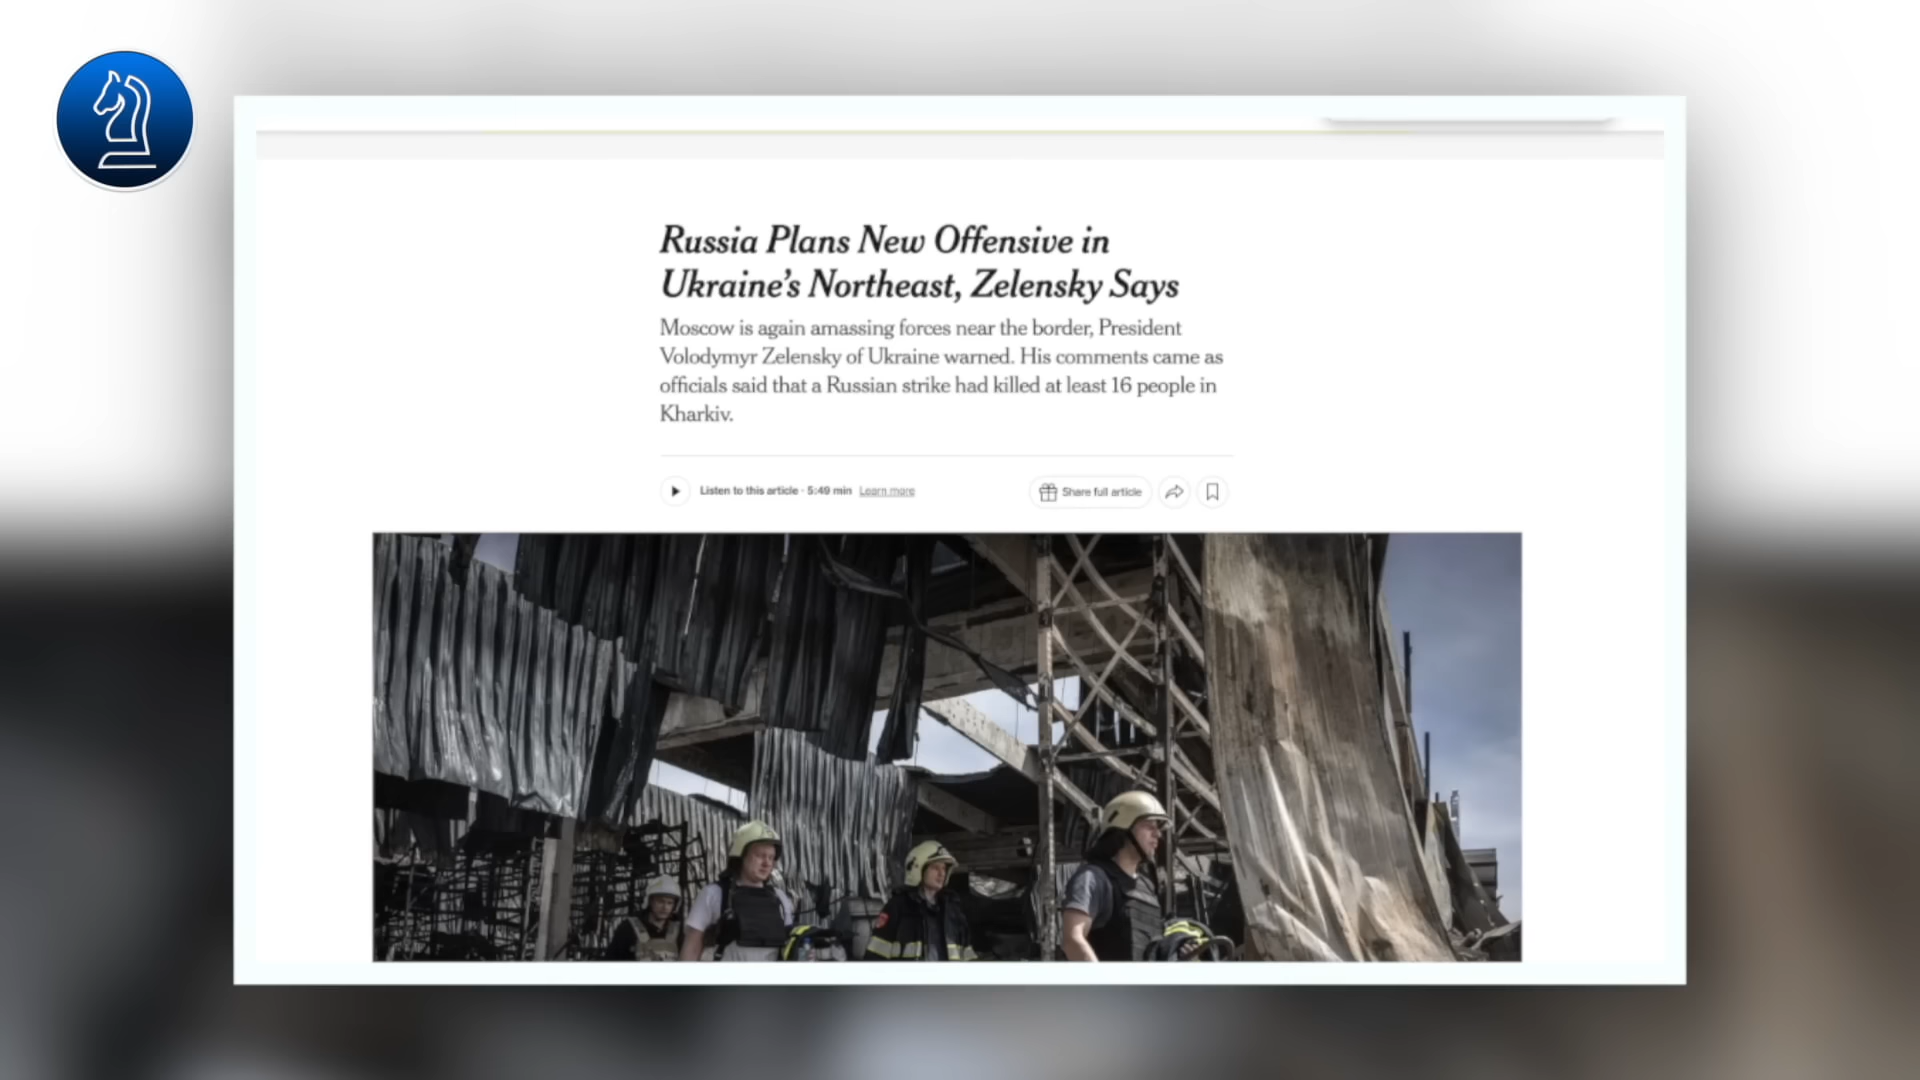 Russia Plans New Offensive in
Ukraine’s Northeast, Zelensky Says
Moscow is again amassing forces near the border, President
Volodymyr Zelensky of Ukraine warned. His comments came as
officials said that a Russian strike had killed at least 16 people in
Kharkiv.
Listen to this article · 5:49 min Learn more
Share full article